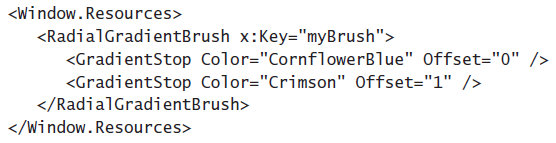 <Window.Resources>
<RadialGradientBrush x:Key="myBrush">
<GradientStop Color="CornflowerBlue" Offset="0" />
<GradientStop Color="Crimson" Offset="1" />
</RadialGradientBrush>
</Window.Resources>